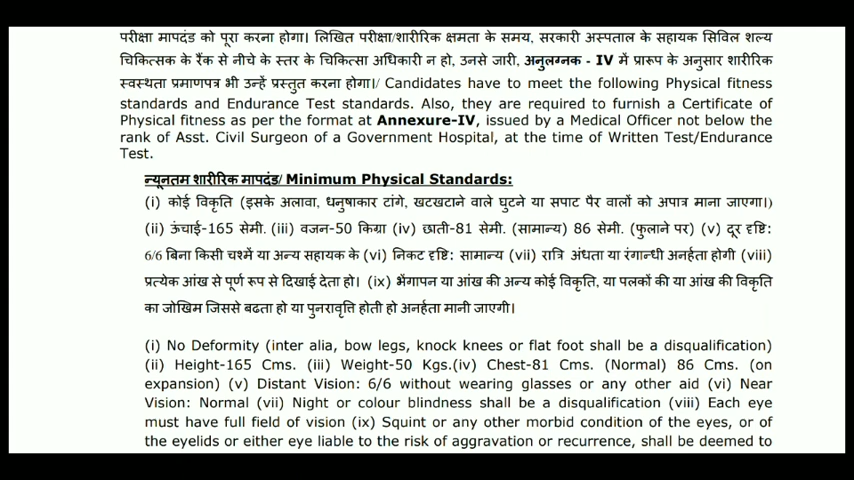 परीक्षा मापदंड को पूरा करना होगा। लिखित परीक्षा/शारीरिक क्षमता के समय, सरकारी अस्पताल के सहायक सिविल शल्य
चिकित्सक के रैंक से नीचे के स्तर के चिकित्सा अधिकारी न हो, उनसे जारी, अनुलग्नक - IV में प्रारूप के अनुसार शारीरिक
स्वस्थता प्रमाणपत्र भी उन्हें प्रस्तुत करना होगा।/ Candidates have to meet the following Physical fitness
standards and Endurance Test standards. Also, they are required to furnish a Certificate of
Physical fitness as per the format at Annexure-IV, issued by a Medical Officer not below the
rank of Asst. Civil Surgeon of a Government Hospital, at the time of Written Test/Endurance
Test.
न्यूनतम शारीरिक मापदंड/ Minimum Physical Standards:
(i) कोई विकृति (इसके अलावा, धनुषाकार टांगे, खटखटाने वाले घुटने या सपाट पैर वालों को अपात्र माना जाएगा।)
(ii) ऊंचाई-165 सेमी. (iii) वजन-50 किग्रा (iv) छाती-81 सेमी. (सामान्य) 86 सेमी. (फुलाने पर) (v) दूर दृष्टि:
6/6 बिना किसी चश्में या अन्य सहायक के (vi) निकट दृष्टि: सामान्य (vii) रात्रि अंधता या रंगान्धी अनर्हता होगी (viii)
प्रत्येक आंख से पूर्ण रूप से दिखाई देता हो। (ix) भेंगापन या आंख की अन्य कोई विकृति, या पलकों की या आंख की विकृति
का जोखिम जिससे बढता हो या पुनरावृत्ति होती हो अनर्हता मानी जाएगी।
(i) No Deformity (inter alia, bow legs, knock knees or flat foot shall be a disqualification)
(ii) Height-165 Cms. (iii) Weight-50 Kgs.(iv) Chest-81 Cms. (Normal) 86 Cms. (on
expansion) (v) Distant Vision: 6/6 without wearing glasses or any other aid (vi) Near
Vision: Normal (vii) Night or colour blindness shall be a disqualification (viii) Each eye
must have full field of vision (ix) Squint or any other morbid condition of the eyes, or of
the eyelids or either eye liable to the risk of aggravation or recurrence, shall be deemed to